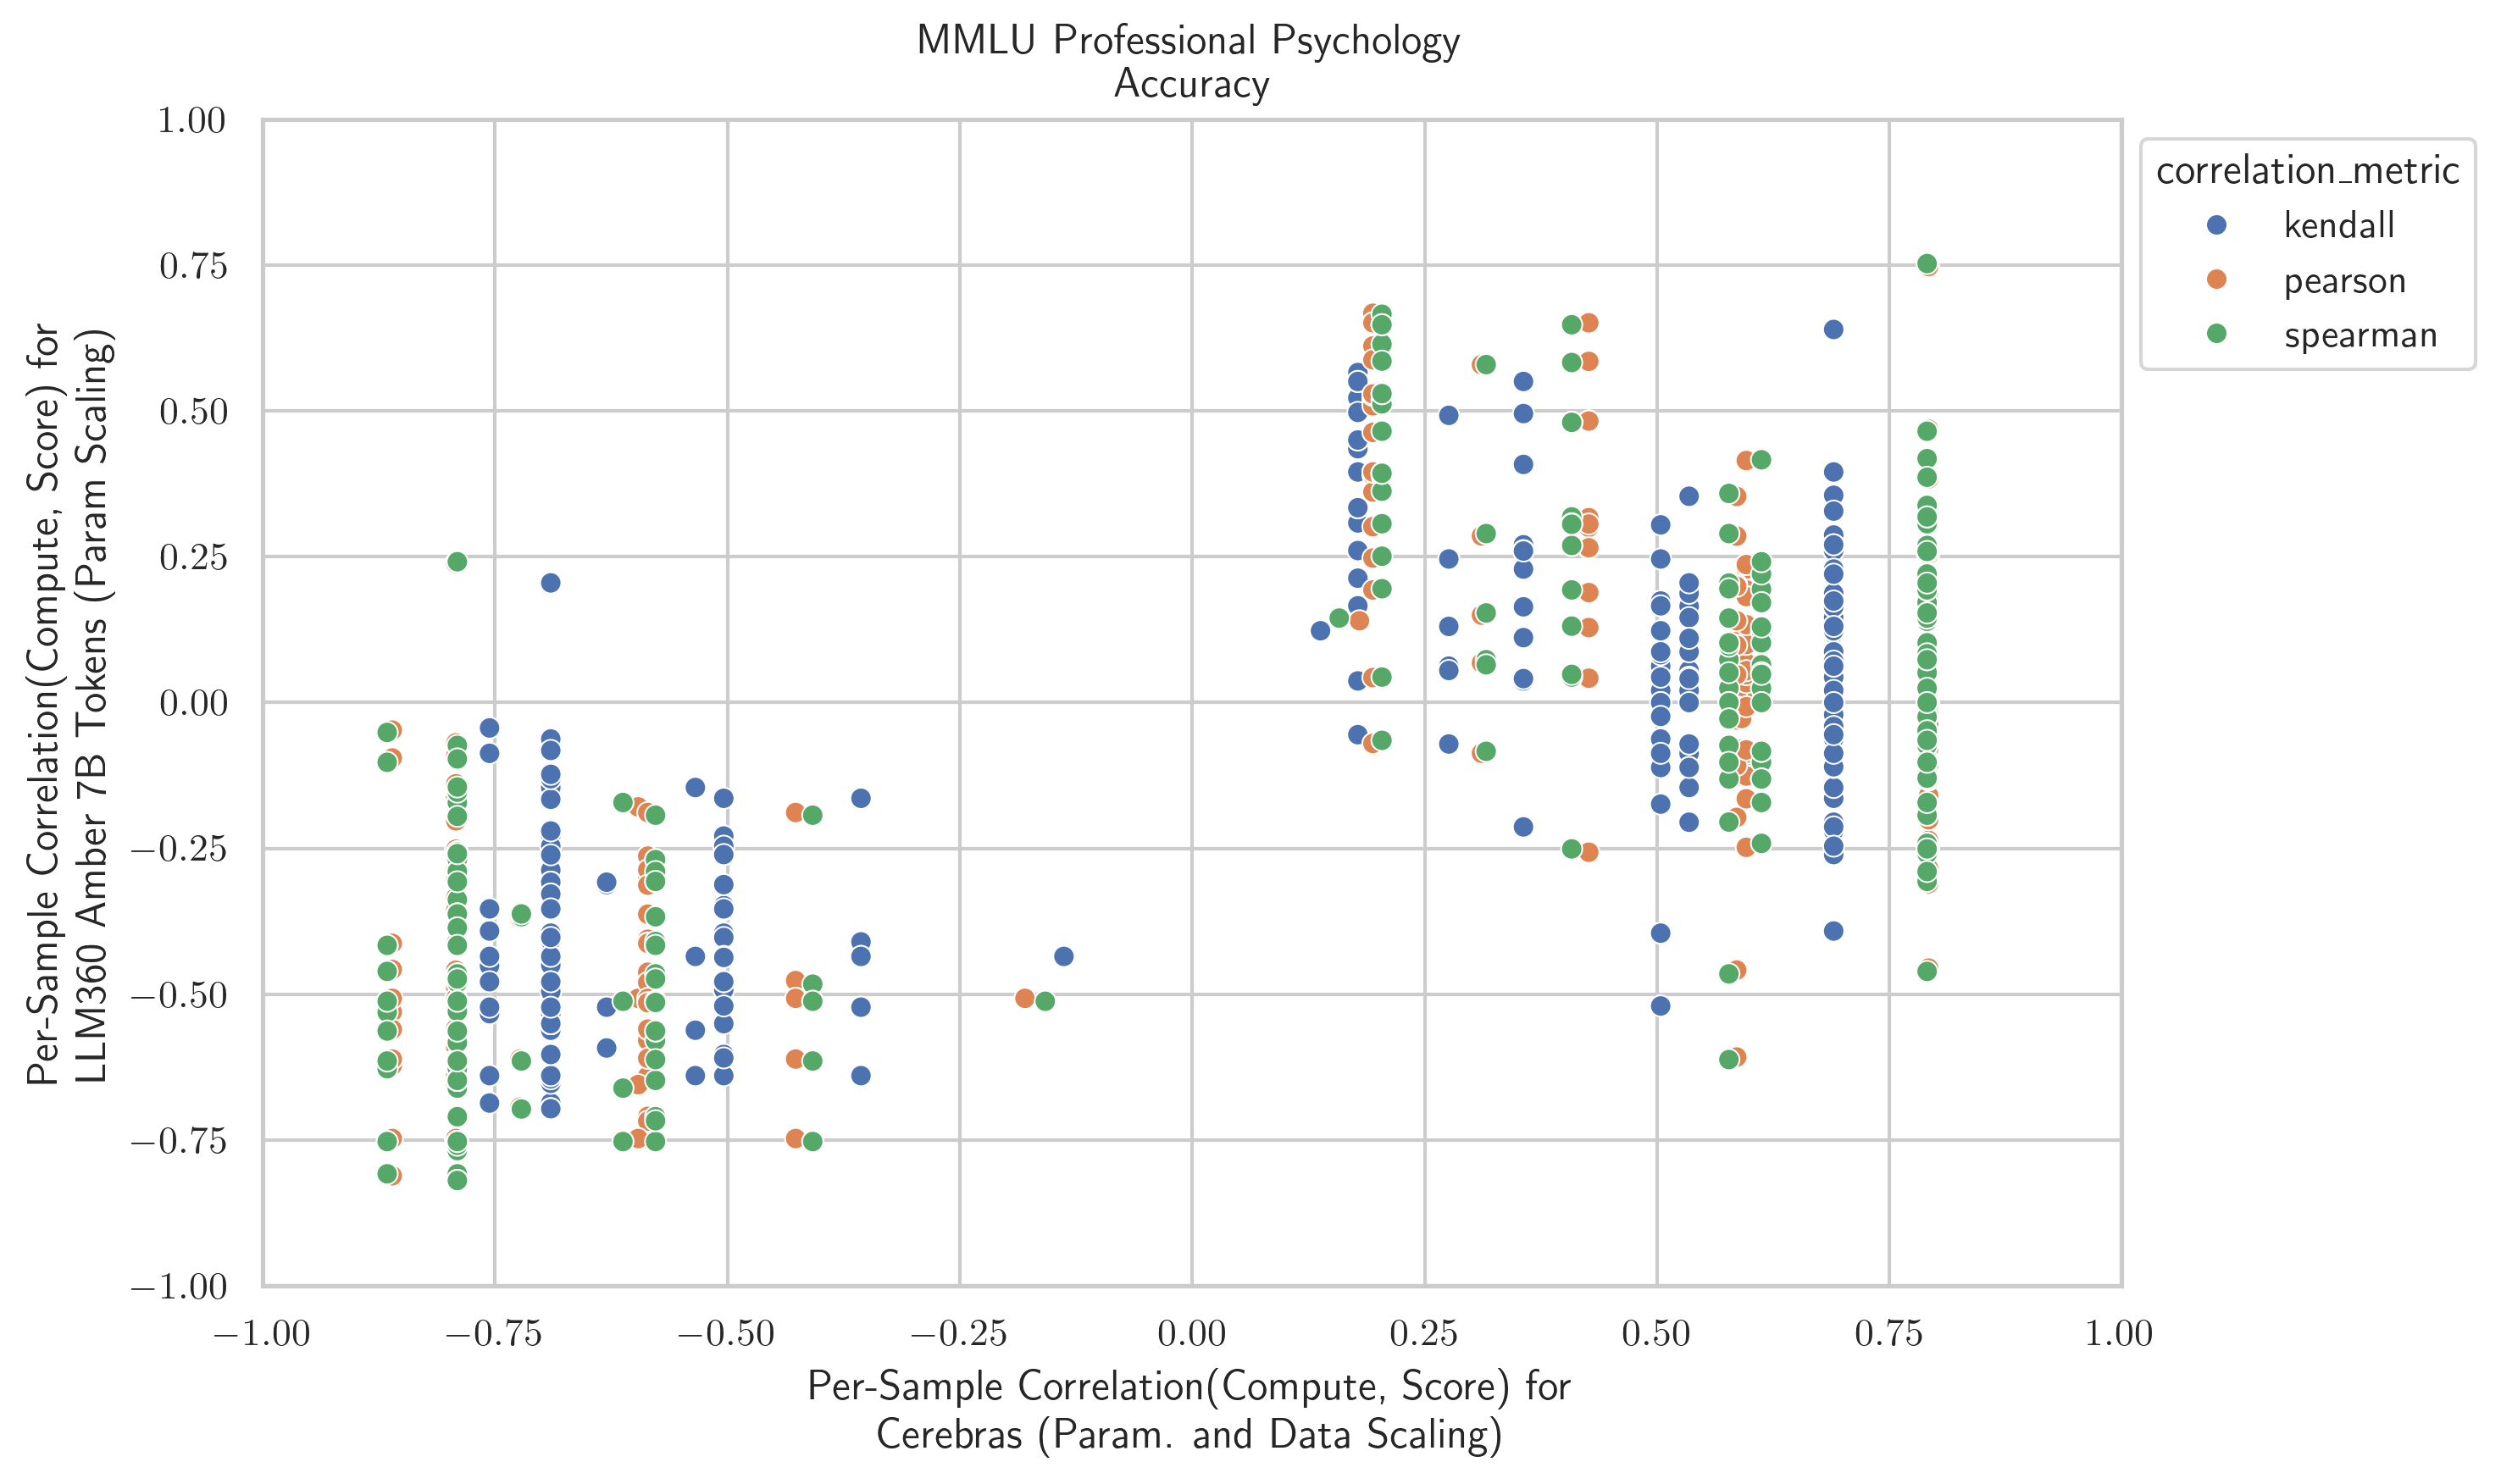 MMLU Professional Psychology
Accuracy
1.00
0.75
0.50
0.25
0.00
−0.25
−0.50
−0.75
−1.00
Per-Sample Correlation(Compute, Score) for
LLM360 Amber 7B Tokens (Param Scaling)
correlation_metric
kendall
pearson
spearman
−1.00
−0.75
−0.50
−0.25
0.00
0.25
0.50
0.75
1.00
Per-Sample Correlation(Compute, Score) for
Cerebras (Param. and Data Scaling)